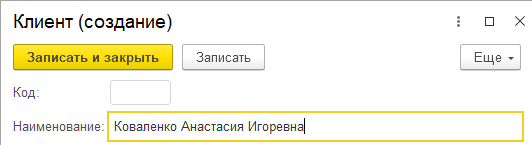 Клиент (создание)
Записать и закрыть Записать Еще
Код:
Наименование: Коваленко Анастасия Игоревна